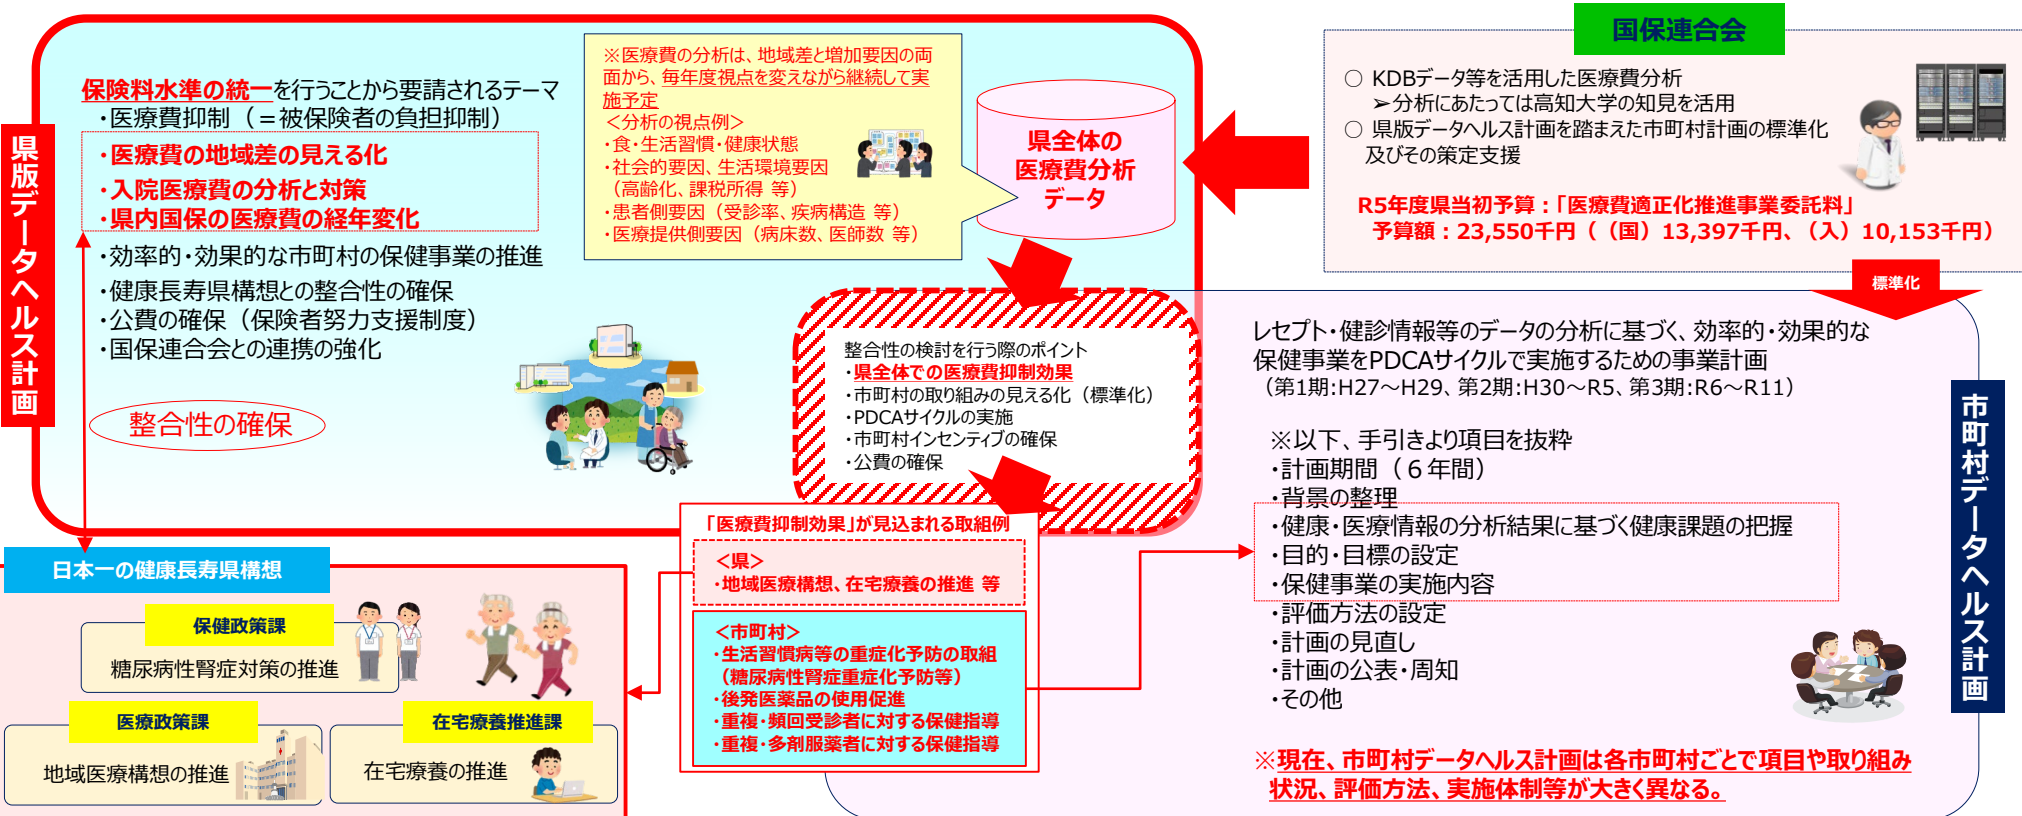 県版データヘルス計画
保険料水準の統一を行うことから要請されるテーマ
・医療費抑制（＝被保険者の負担抑制）
・医療費の地域差の見える化
・入院医療費の分析と対策
・県内国保の医療費の経年変化
・効率的・効果的な市町村の保健事業の推進
・健康長寿県構想との整合性の確保
・公費の確保（保険者努力支援制度）
・国保連合会との連携の強化
整合性の確保
※医療費の分析は、地域差と増加要因の両
面から、毎年度視点を変えながら継続して実
施予定
＜分析の視点例＞
・食・生活習慣・健康状態
・社会的要因、生活環境要因
（高齢化、課税所得 等）
・患者側要因（受診率、疾病構造 等）
・医療提供側要因（病床数、医師数 等）
県全体の
医療費分析
データ
国保連合会
○ KDBデータ等を活用した医療費分析
➢分析にあたっては高知大学の知見を活用
○ 県版データヘルス計画を踏まえた市町村計画の標準化
及びその策定支援
R5年度県当初予算：「医療費適正化推進事業委託料」
予算額：23,550千円（（国）13,397千円、（入）10,153千円）
標準化
整合性の検討を行う際のポイント
・県全体での医療費抑制効果
・市町村の取り組みの見える化（標準化）
・PDCAサイクルの実施
・市町村インセンティブの確保
・公費の確保
レセプト・健診情報等のデータの分析に基づく、効率的・効果的な
保健事業をPDCAサイクルで実施するための事業計画
（第1期:H27～H29、第2期:H30～R5、第3期:R6～R11）
※以下、手引きより項目を抜粋
・計画期間（６年間）
・背景の整理
・健康・医療情報の分析結果に基づく健康課題の把握
・目的・目標の設定
・保健事業の実施内容
・評価方法の設定
・計画の見直し
・計画の公表・周知
・その他
※現在、市町村データヘルス計画は各市町村ごとで項目や取り組み
状況、評価方法、実施体制等が大きく異なる。
市町村データヘルス計画
「医療費抑制効果」が見込まれる取組例
＜県＞
・地域医療構想、在宅療養の推進 等
＜市町村＞
・生活習慣病等の重症化予防の取組
（糖尿病性腎症重症化予防等）
・後発医薬品の使用促進
・重複・頻回受診者に対する保健指導
・重複・多剤服薬者に対する保健指導
日本一の健康長寿県構想
保健政策課
糖尿病性腎症対策の推進
医療政策課
地域医療構想の推進
在宅療養推進課
在宅療養の推進